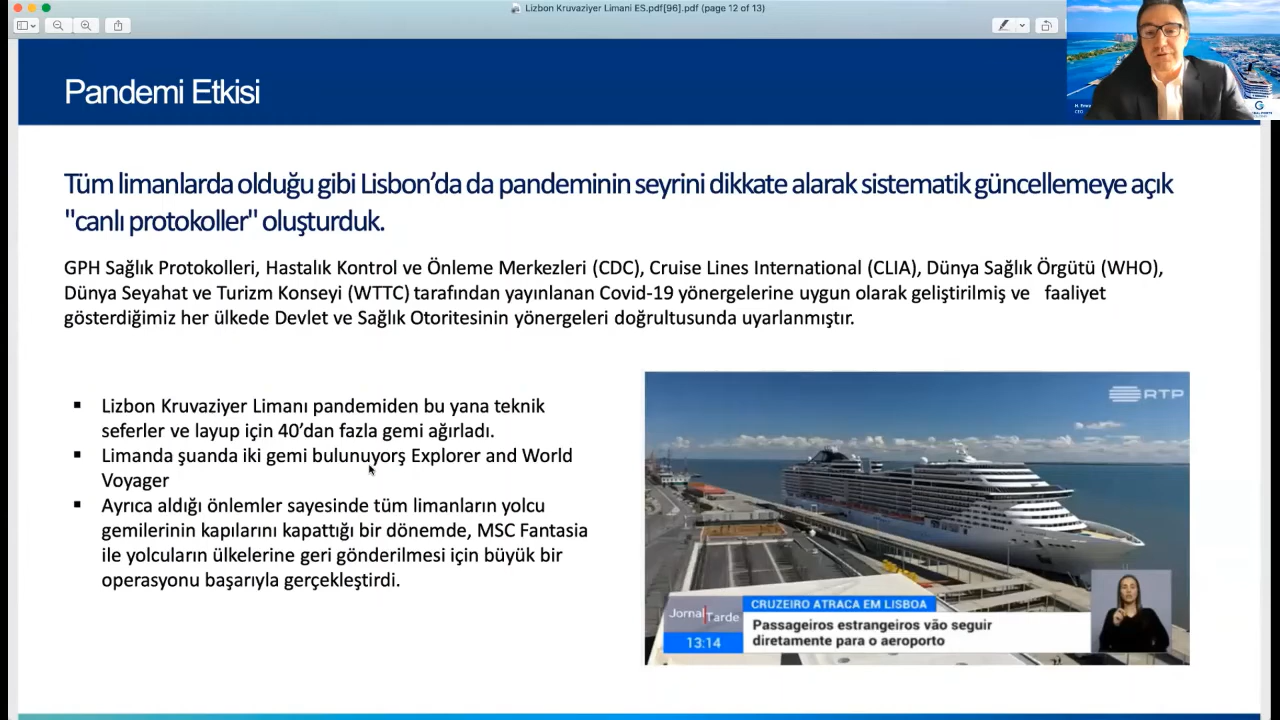 Lizbon Kruvaziyer Limani ES.pdf[96].pdf (page 12 of 13)
Pandemi Etkisi
Tüm limanlarda olduğu gibi Lisbon’da da pandeminin seyrini dikkate alarak sistematik güncellemeye açık
"canlı protokoller" oluşturduk.
GPH Sağlık Protokolleri, Hastalık Kontrol ve Önleme Merkezleri (CDC), Cruise Lines International (CLIA), Dünya Sağlık Örgütü (WHO),
Dünya Seyahat ve Turizm Konseyi (WTTC) tarafından yayınlanan Covid-19 yönergelerine uygun olarak geliştirilmiş ve faaliyet
gösterdiğimiz her ülkede Devlet ve Sağlık Otoritesinin yönergeleri doğrultusunda uyarlanmıştır.
▪ Lizbon Kruvaziyer Limanı pandemiden bu yana teknik
seferler ve layup için 40’dan fazla gemi ağırladı.
▪ Limanda şuanda iki gemi bulunuyorş Explorer and World
Voyager
▪ Ayrıca aldığı önlemler sayesinde tüm limanların yolcu
gemilerinin kapılarını kapattığı bir dönemde, MSC Fantasia
ile yolcuların ülkelerine geri gönderilmesi için büyük bir
operasyonu başarıyla gerçekleştirdi.
RTP
Jornal Tarde
13:14
CRUZEIRO ATRACA EM LISBOA
Passageiros estrangeiros vão seguir
diretamente para o aeroporto